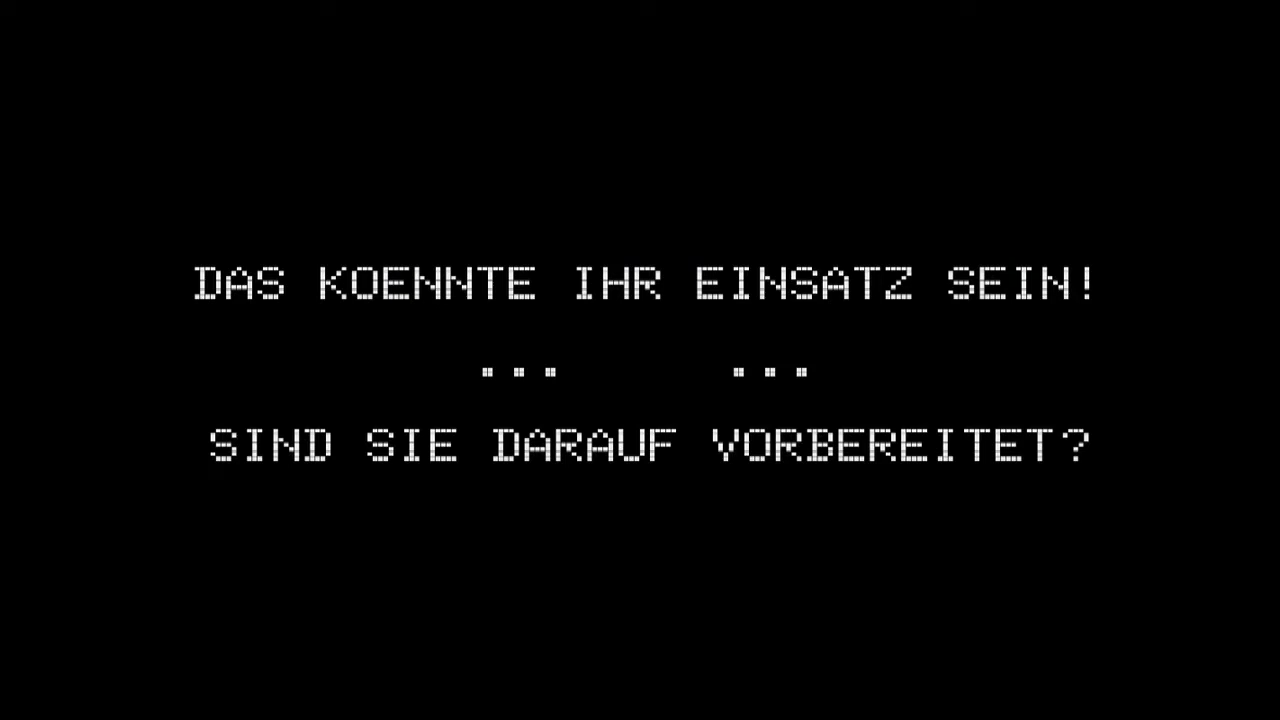 DAS KOENNTE IHR EINSATZ SEIN!
... ...
SIND SIE DARAUF VORBEREITET?